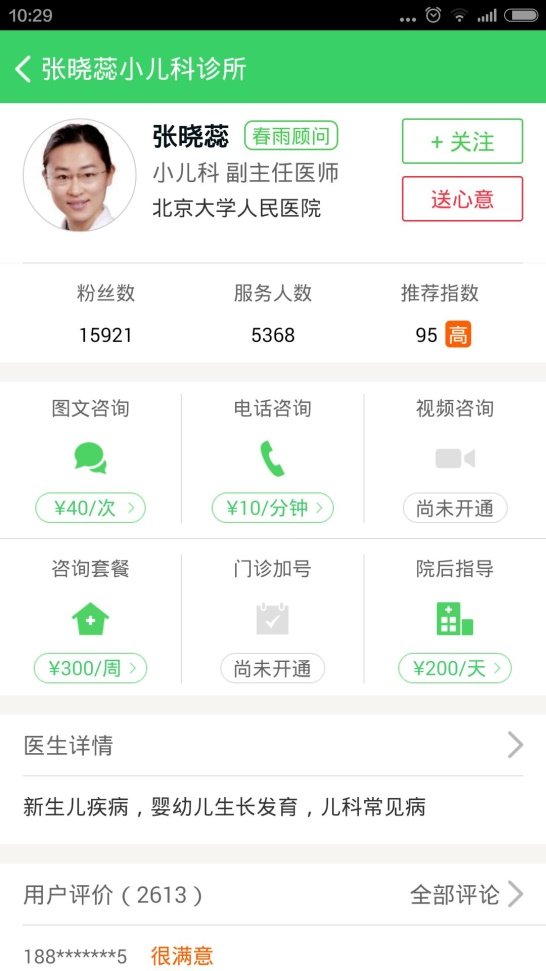 10:29
张晓蕊小儿科诊所
张晓蕊 春雨顾问
+ 关注
小儿科 副主任医师
北京大学人民医院
送心意
粉丝数 服务人数 推荐指数
15921 5368 95 高
图文咨询 电话咨询 视频咨询
¥40/次 ¥10/分钟 尚未开通
咨询套餐 门诊加号 院后指导
¥300/周 尚未开通 ¥200/天
医生详情
新生儿疾病，婴幼儿生长发育，儿科常见病
用户评价（2613） 全部评论
188*******5 很满意